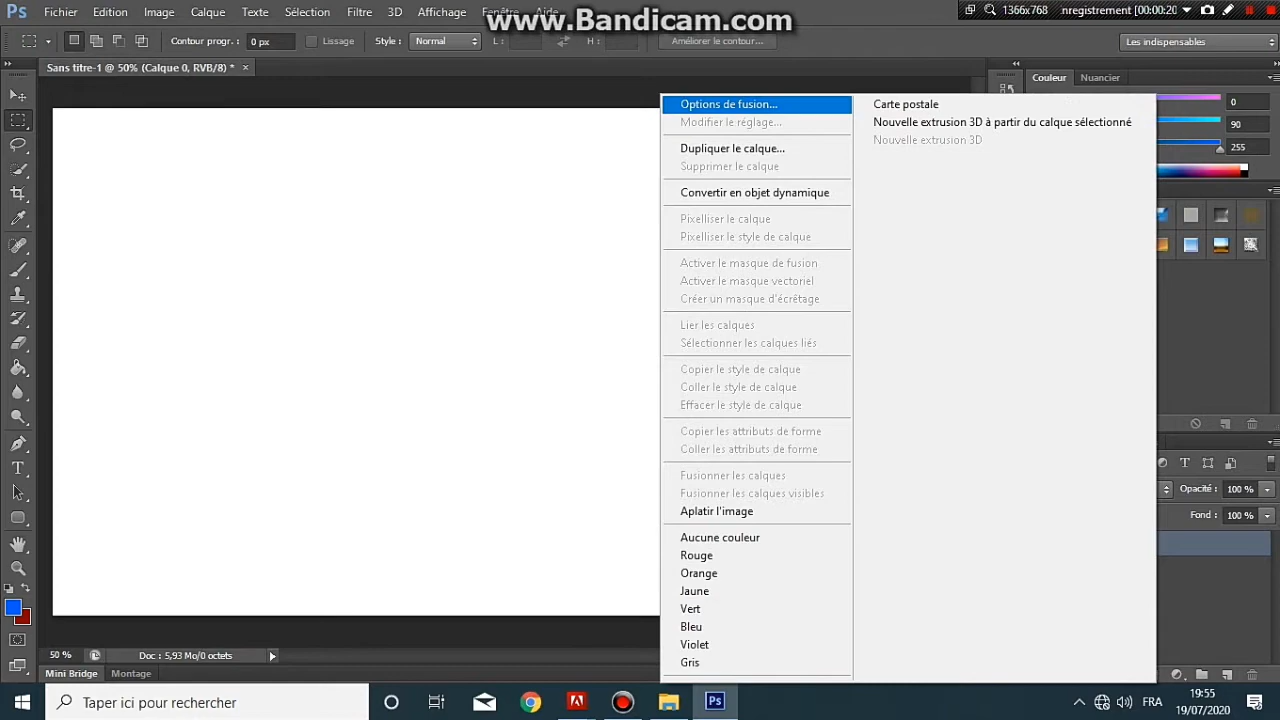 Ps Fichier Edition Image Calque Texte Sélection Filtre 3D Affichage Fenêtre Aide
www.Bandicam.com
1366x768 nregistrement [00:00:20]
Contour progr. : 0 px Lissage Style : Normal L : H : Améliorer le contour... Les indispensables
Sans titre-1 @ 50% (Calque 0, RVB/8) * ×
Couleur Nuancier
0
90
255
Options de fusion...
Modifier le réglage...
Dupliquer le calque...
Supprimer le calque
Convertir en objet dynamique
Pixelliser le calque
Pixelliser le style de calque
Activer le masque de fusion
Activer le masque vectoriel
Créer un masque d'écrêtage
Lier les calques
Sélectionner les calques liés
Copier le style de calque
Coller le style de calque
Effacer le style de calque
Copier les attributs de forme
Coller les attributs de forme
Fusionner les calques
Fusionner les calques visibles
Aplatir l'image
Aucune couleur
Rouge
Orange
Jaune
Vert
Bleu
Violet
Gris
Carte postale
Nouvelle extrusion 3D à partir du calque sélectionné
Nouvelle extrusion 3D
Opacité : 100 %
Fond : 100 %
50 % Doc : 5,93 Mo/0 octets
Mini Bridge Montage
Taper ici pour rechercher
Ps
FRA
19:55
19/07/2020